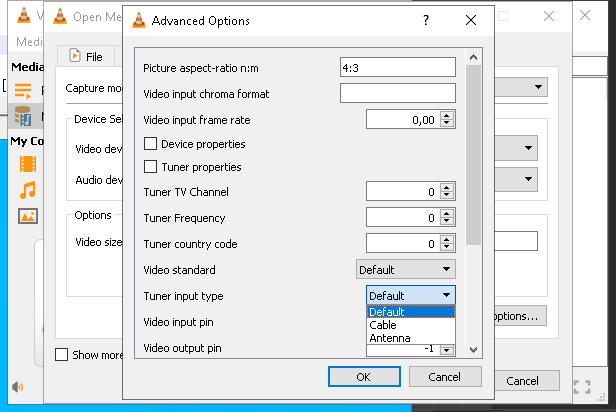 V
Open Me
Advanced Options
?
Medi
File
Media
My Co
Capture mo
Device Sel
Video dev
Audio dev
Options
Video size
Show more
Picture aspect-ratio n:m
4:3
Video input chroma format
Video input frame rate
0,00
Device properties
Tuner properties
Tuner TV Channel
0
Tuner Frequency
0
Tuner country code
0
Video standard
Default
Tuner input type
Default
Default
Cable
Antenna
Video input pin
Video output pin
-1
OK
Cancel
ptions...
Cancel